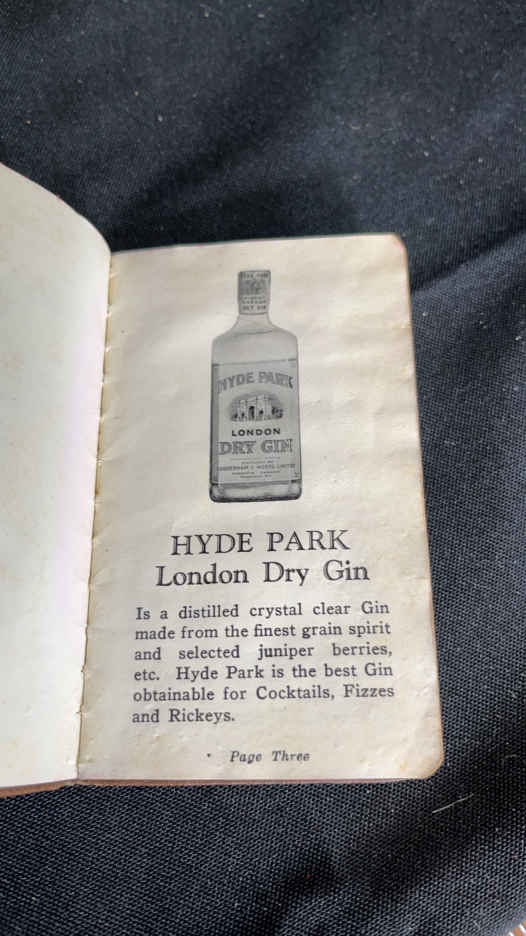 HYDE PARK
LONDON
DRY GIN
HYDE PARK
London Dry Gin
Is a distilled crystal clear Gin
made from the finest grain spirit
and selected juniper berries,
etc. Hyde Park is the best Gin
obtainable for Cocktails, Fizzes
and Rickeys.
Page Three